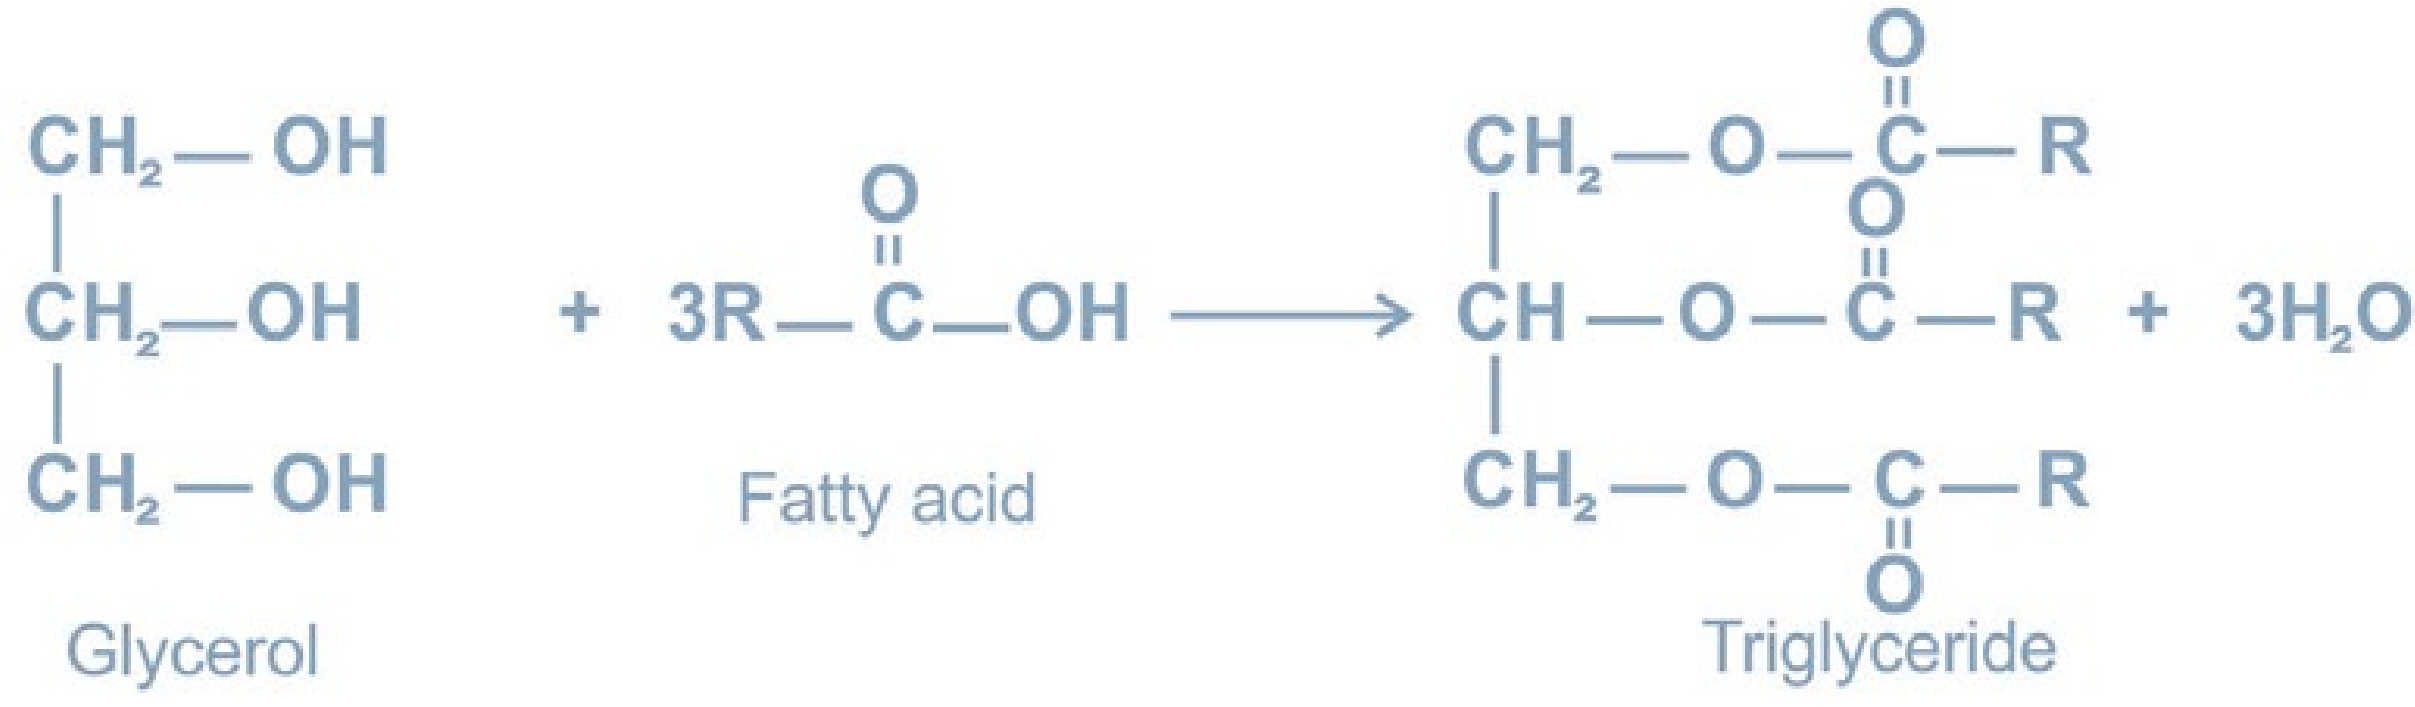 O
CH₂ — OH CH₂ — O — C — R
O O
CH₂ — OH + 3R — C — OH → CH — O — C — R + 3H₂O
CH₂ — OH CH₂ — O — C — R
Fatty acid
O
Glycerol Triglyceride